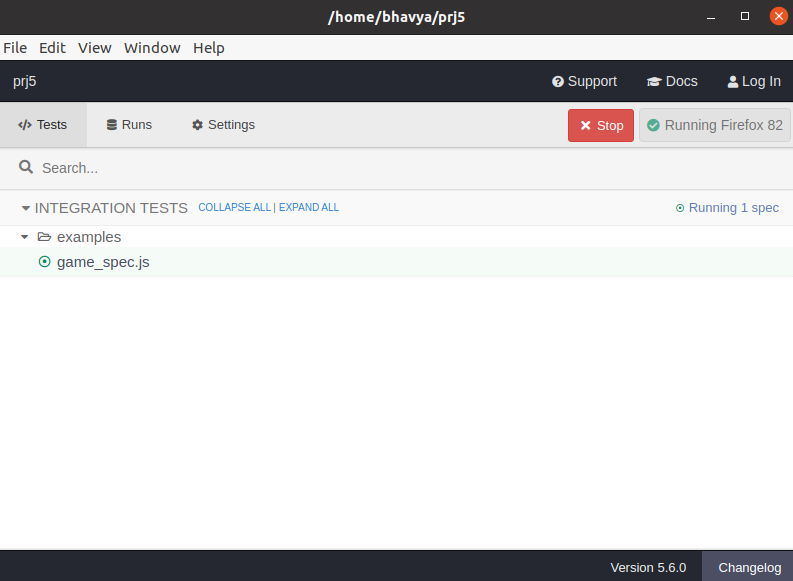 /home/bhavya/prj5
File Edit View Window Help
prj5 Support Docs Log In
Tests Runs Settings Stop Running Firefox 82
Search...
INTEGRATION TESTS COLLAPSE ALL | EXPAND ALL Running 1 spec
examples
game_spec.js
Version 5.6.0 Changelog